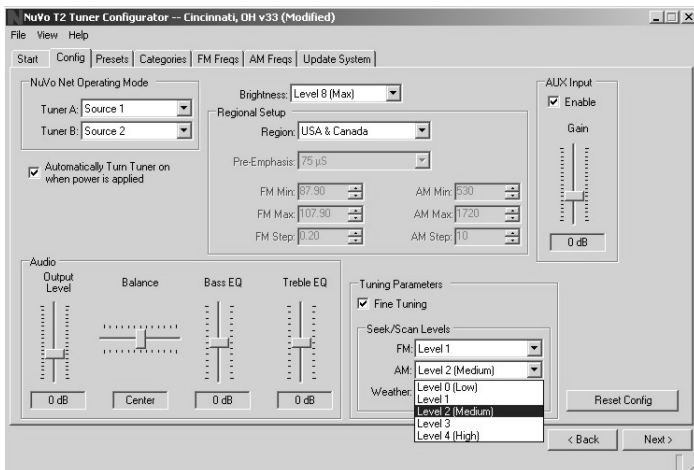 NuVo T2 Tuner Configurator -- Cincinnati, OH v33 (Modified)
File View Help
Start Config Presets Categories FM Freqs AM Freqs Update System
NuVo Net Operating Mode
Tuner A: Source 1
Tuner B: Source 2
Automatically Turn Tuner on
when power is applied
Brightness: Level 8 (Max)
Regional Setup
Region: USA & Canada
Pre-Emphasis: 75 µS
FM Min: 87.90 AM Min: 530
FM Max: 107.90 AM Max: 1720
FM Step: 0.20 AM Step: 10
AUX Input
Enable
Gain
0 dB
Audio
Output
Level
Balance
Bass EQ
Treble EQ
0 dB
Center
0 dB
0 dB
Tuning Parameters
Fine Tuning
Seek/Scan Levels
FM: Level 1
AM: Level 2 (Medium)
Weather:
Level 0 (Low)
Level 1
Level 2 (Medium)
Level 3
Level 4 (High)
Reset Config
< Back Next >